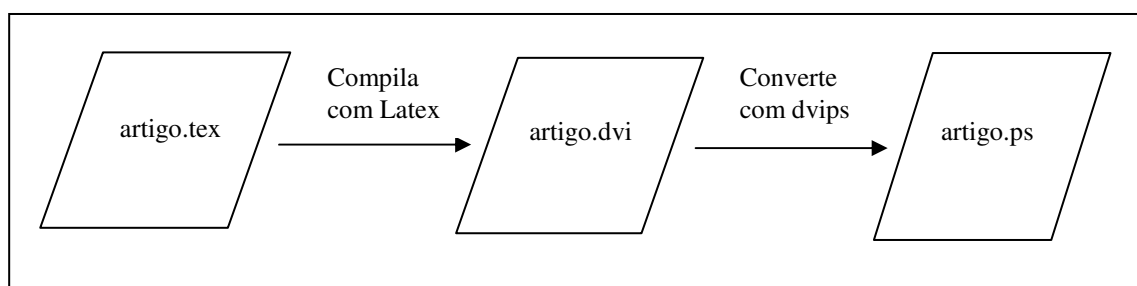 artigo.tex
Compila
com Latex
artigo.dvi
Converte
com dvips
artigo.ps